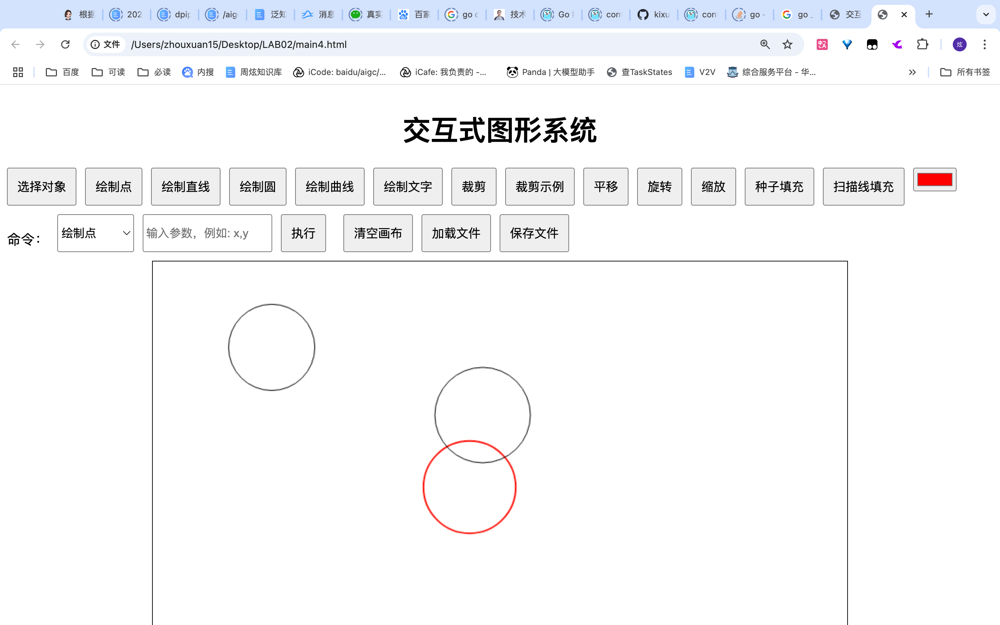 根据 202 dpip /aig 泛知 消息 真实 百家 go c 技术 Go con kixu con go - go _ 交互
文件 /Users/zhouxuan15/Desktop/LAB02/main4.html 炫
百度 可读 必读 内搜 周炫知识库 iCode: baidu/aigc/... iCafe: 我负责的 -... Panda | 大模型助手 查TaskStates V2V 综合服务平台 - 华... 所有书签
交互式图形系统
选择对象 绘制点 绘制直线 绘制圆 绘制曲线 绘制文字 裁剪 裁剪示例 平移 旋转 缩放 种子填充 扫描线填充
命令： 绘制点 输入参数，例如: x,y 执行 清空画布 加载文件 保存文件